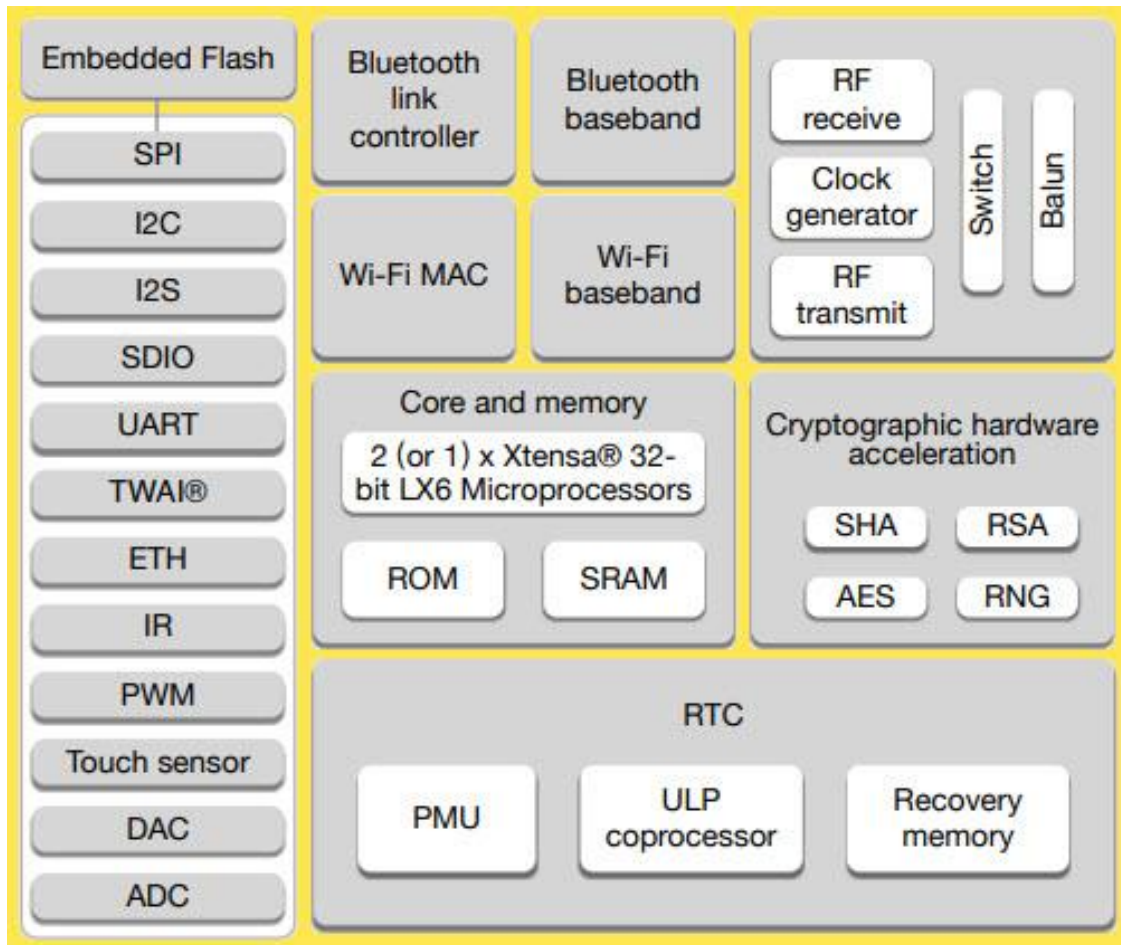 Embedded Flash
SPI
I2C
I2S
SDIO
UART
TWAI®
ETH
IR
PWM
Touch sensor
DAC
ADC
Bluetooth
link
controller
Bluetooth
baseband
Wi-Fi MAC
Wi-Fi
baseband
RF
receive
Clock
generator
RF
transmit
Switch
Balun
Core and memory
2 (or 1) x Xtensa® 32-
bit LX6 Microprocessors
ROM
SRAM
Cryptographic hardware
acceleration
SHA
RSA
AES
RNG
RTC
PMU
ULP
coprocessor
Recovery
memory